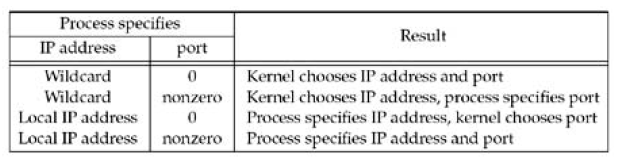 Process specifies
Result
IP address port
Wildcard 0 Kernel chooses IP address and port
Wildcard nonzero Kernel chooses IP address, process specifies port
Local IP address 0 Process specifies IP address, kernel chooses port
Local IP address nonzero Process specifies IP address and port